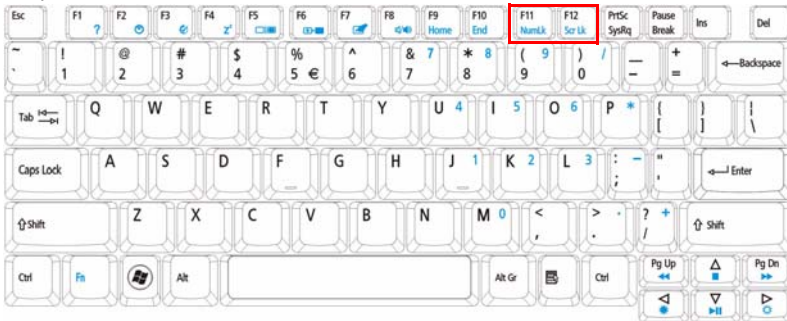 Esc F1 ? F2 F3 F4 Zz F5 F6 F7 F8 F9 Home F10 End F11 NumLk F12 Scr Lk PrtSc SysRq Pause Break Ins Del
~ ` ! 1 @ 2 # 3 $ 4 % 5 € ^ 6 & 7 7 * 8 8 ( 9 9 ) 0 / _ - + = Backspace
Tab Q W E R T Y U 4 I 5 O 6 P * { [ } ] | \
Caps Lock A S D F G H J 1 K 2 L 3 : ; - " ' Enter
Shift Z X C V B N M 0 < , > . . ? / + Shift
Ctrl Fn Alt Alt Gr Ctrl Pg Up Pg Dn